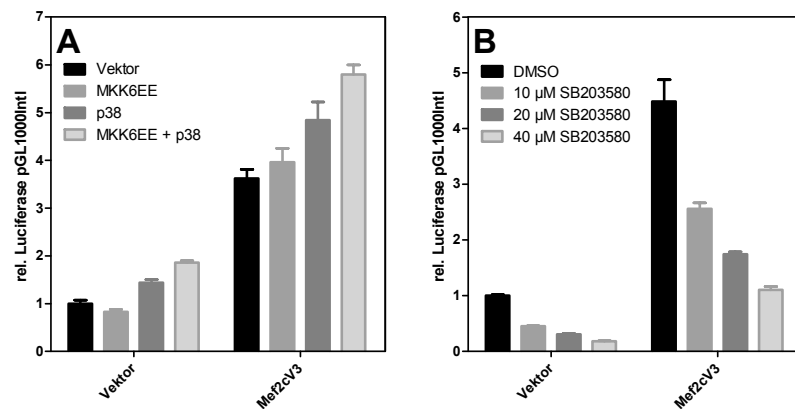 A
Vektor
MKK6EE
p38
MKK6EE + p38
rel. Luciferase pGL1000IntI
7
6
5
4
3
2
1
0
Vektor
Mef2cV3
B
DMSO
10 µM SB203580
20 µM SB203580
40 µM SB203580
rel. Luciferase pGL1000IntI
6
5
4
3
2
1
0
Vektor
Mef2cV3